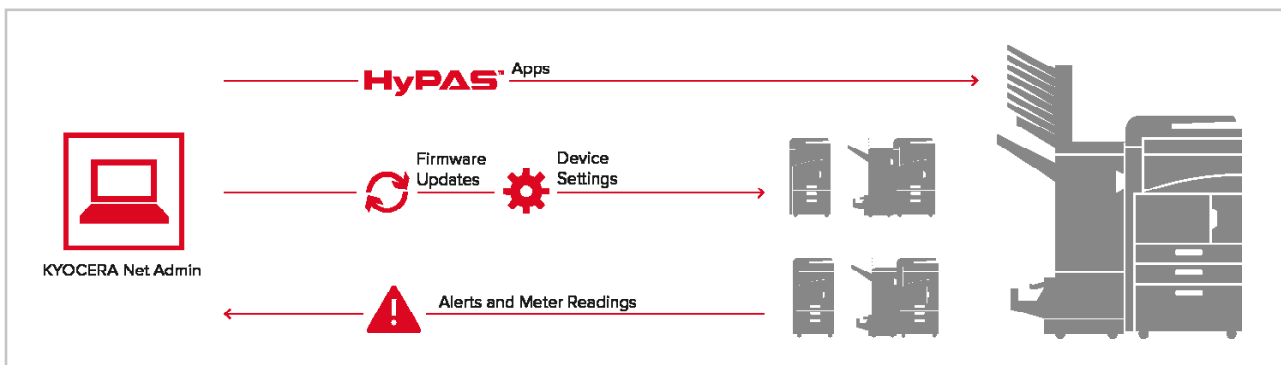 HyPAS™ Apps
Firmware
Updates
Device
Settings
KYOCERA Net Admin
Alerts and Meter Readings